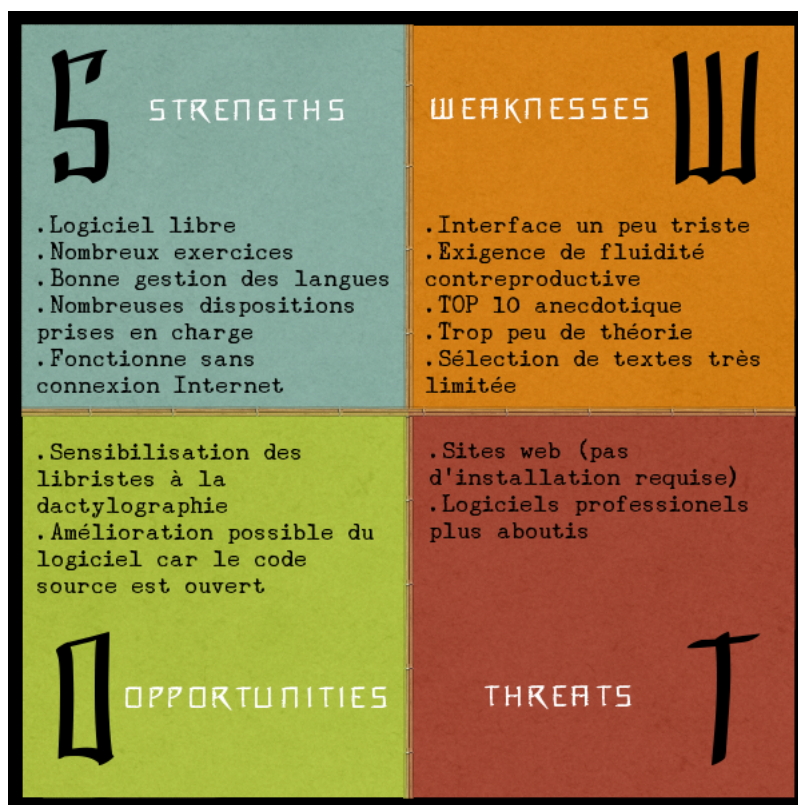 S
STRENGTHS
.Logiciel libre
.Nombreux exercices
.Bonne gestion des langues
.Nombreuses dispositions
prises en charge
.Fonctionne sans
connexion Internet
WEAKNESSES
W
.Interface un peu triste
.Exigence de fluidité
contreproductive
.TOP 10 anecdotique
.Trop peu de théorie
.Sélection de textes très
limitée
.Sensibilisation des
libristes à la
dactylographie
.Amélioration possible du
logiciel car le code
source est ouvert
O
OPPORTUNITIES
.Sites web (pas
d'installation requise)
.Logiciels professionels
plus aboutis
THREATS
T